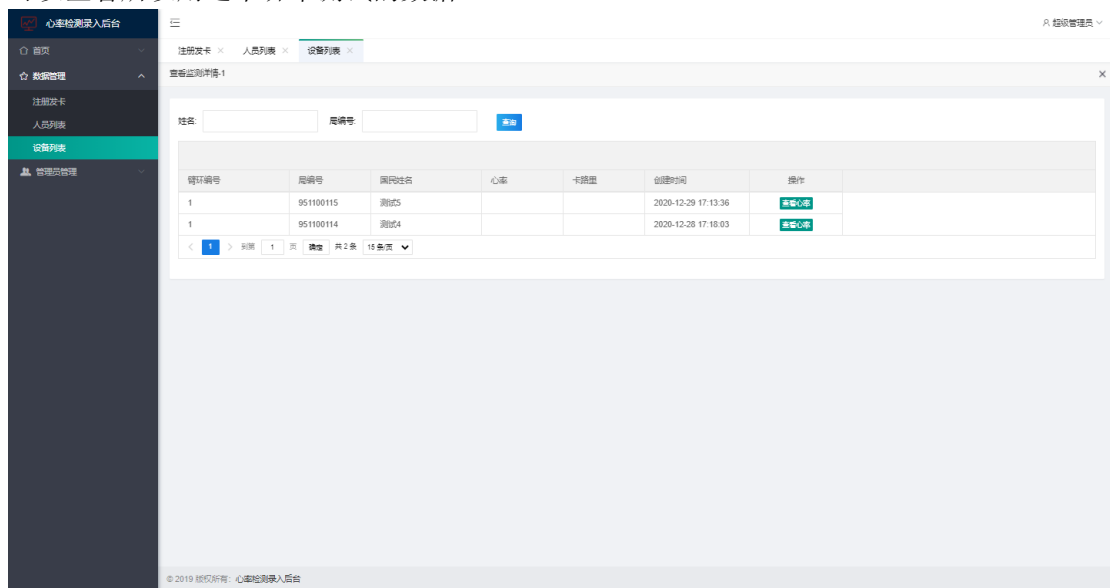 心率检测录入后台
超级管理员
首页
注册发卡 × 人员列表 × 设备列表 ×
数据管理
查看监测详情-1 ×
注册发卡
人员列表
设备列表
管理员管理
姓名: 局编号: 查询
臂环编号 局编号 国民姓名 心率 卡路里 创建时间 操作
1 951100115 测试5 2020-12-29 17:13:36 查看心率
1 951100114 测试4 2020-12-28 17:18:03 查看心率
< 1 > 到第 1 页 确定 共 2 条 15 条/页
© 2019 版权所有: 心率检测录入后台